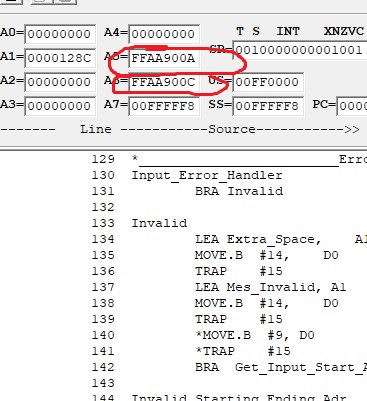 T S INT XNZVC
A0=00000000 A4=00000000 SR=0010000000001001
A1=0000128C A5=FFAA900A
A2=00000000 A6=FFAA900C US=00FF0000
A3=00000000 A7=00FFFFF8 SS=00FFFFF8 PC=0000
------- Line ------------Source------------>>
129 *____________________Erro
130 Input_Error_Handler
131 BRA Invalid
132
133 Invalid
134 LEA Extra_Space, A1
135 MOVE.B #14, D0
136 TRAP #15
137 LEA Mes_Invalid, A1
138 MOVE.B #14, D0
139 TRAP #15
140 *MOVE.B #9, D0
141 *TRAP #15
142 BRA Get_Input_Start_A
143
144 Invalid_Starting_Ending_Adr